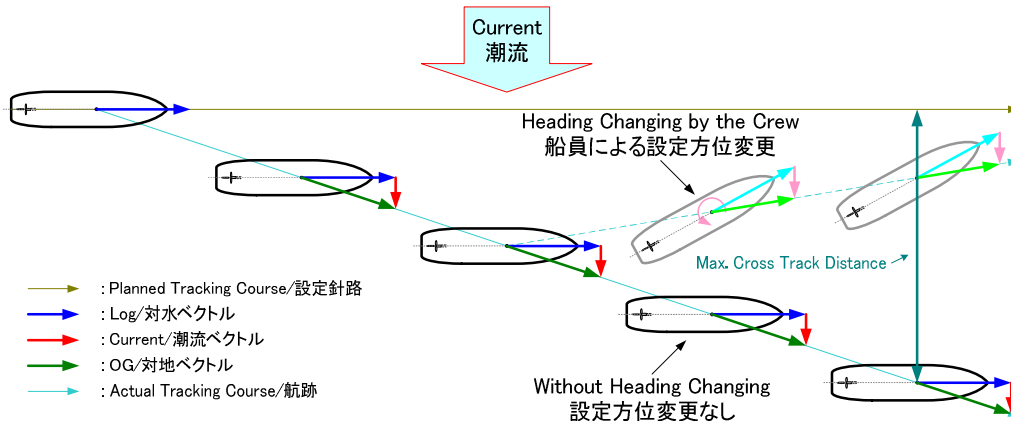 Current
潮流
Heading Changing by the Crew
船員による設定方位変更
Max. Cross Track Distance
: Planned Tracking Course/設定針路
: Log/対水ベクトル
: Current/潮流ベクトル
: OG/対地ベクトル
: Actual Tracking Course/航跡
Without Heading Changing
設定方位変更なし